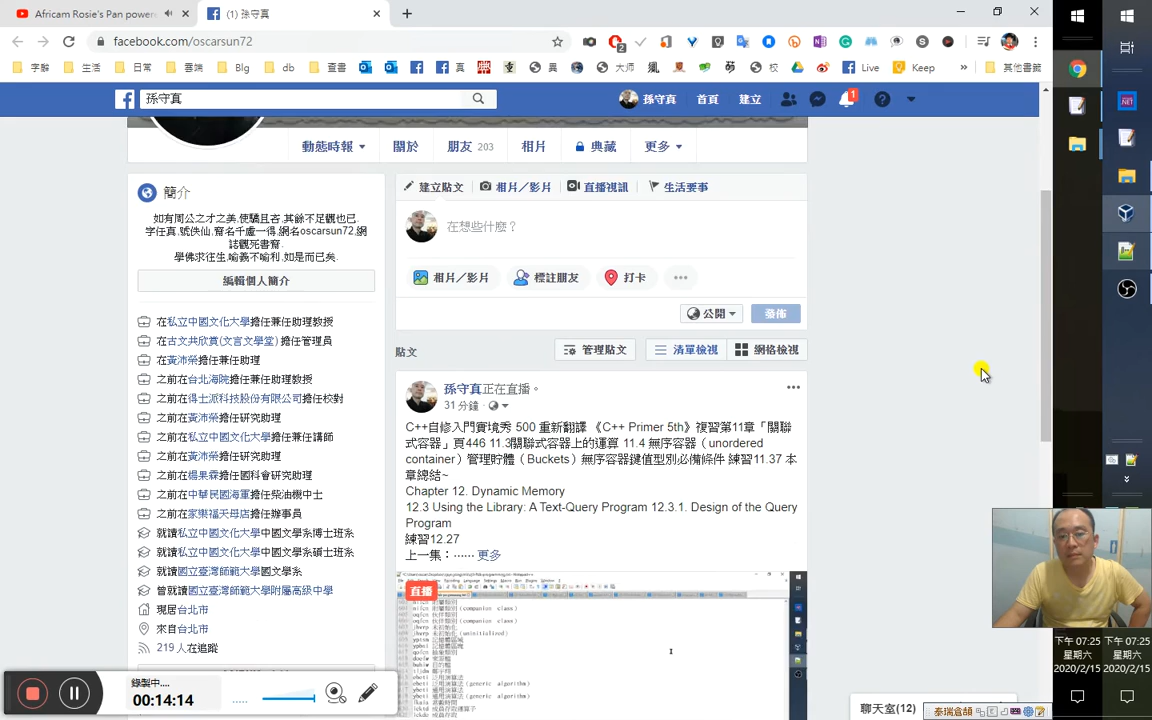 Africam Rosie's Pan powere
(1) 孫守真
facebook.com/oscarsun72
字辭
生活
日常
雲端
Blg
db
查書
真
異
大师
校
Live
Keep
其他書籤
孫守真
孫守真
首頁
建立
1
動態時報
關於
朋友 203
相片
典藏
更多
簡介
如有周公之才之美,使驕且吝,其餘不足觀也已.
字任真,號佚仙,齋名千慮一得,網名oscarsun72,網
誌觀死書齋.
學佛求往生,喻義不喻利,如是而已矣.
編輯個人簡介
在私立中國文化大學擔任兼任助理教授
在古文共欣賞(文言文學堂)擔任管理員
在黃沛榮擔任兼任助理
之前在台北海院擔任兼任助理教授
之前在得士派科技股份有限公司擔任校對
之前在黃沛榮擔任研究助理
之前在私立中國文化大學擔任兼任講師
之前在黃沛榮擔任研究助理
之前在楊果霖擔任國科會研究助理
之前在中華民國海軍擔任柴油機中士
之前在家樂福天母店擔任辦事員
就讀私立中國文化大學中國文學系博士班系
就讀私立中國文化大學中國文學系碩士班系
就讀國立臺灣師範大學國文學系
曾就讀國立臺灣師範大學附屬高級中學
現居台北市
來自台北市
219 人在追蹤
建立貼文
相片/影片
直播視訊
生活要事
在想些什麼？
相片/影片
標註朋友
打卡
公開
發佈
貼文
管理貼文
清單檢視
網格檢視
孫守真正在直播。
31 分鐘
C++自修入門實境秀 500 重新翻譯 《C++ Primer 5th》複習第11章「關聯
式容器」頁446 11.3關聯式容器上的運算 11.4 無序容器（unordered
container）管理貯體（Buckets）無序容器鍵值型別必備條件 練習11.37 本
章總結~
Chapter 12. Dynamic Memory
12.3 Using the Library: A Text-Query Program 12.3.1. Design of the Query
Program
練習12.27
上一集：…… 更多
直播
錄製中....
00:14:14
聊天室(12)
下午 07:25
星期六
2020/2/15
下午 07:25
星期六
2020/2/15